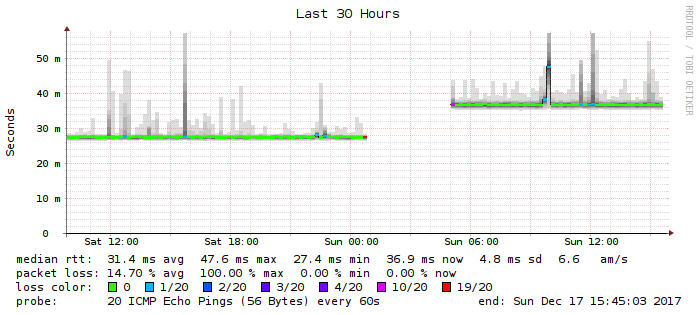 Last 30 Hours
RRDTOOL / TOBI OETIKER
Seconds
50 m
40 m
30 m
20 m
10 m
0
Sat 12:00 Sat 18:00 Sun 00:00 Sun 06:00 Sun 12:00
median rtt: 31.4 ms avg 47.6 ms max 27.4 ms min 36.9 ms now 4.8 ms sd 6.6 am/s
packet loss: 14.70 % avg 100.00 % max 0.00 % min 0.00 % now
loss color: 0 1/20 2/20 3/20 4/20 10/20 19/20
probe: 20 ICMP Echo Pings (56 Bytes) every 60s end: Sun Dec 17 15:45:03 2017